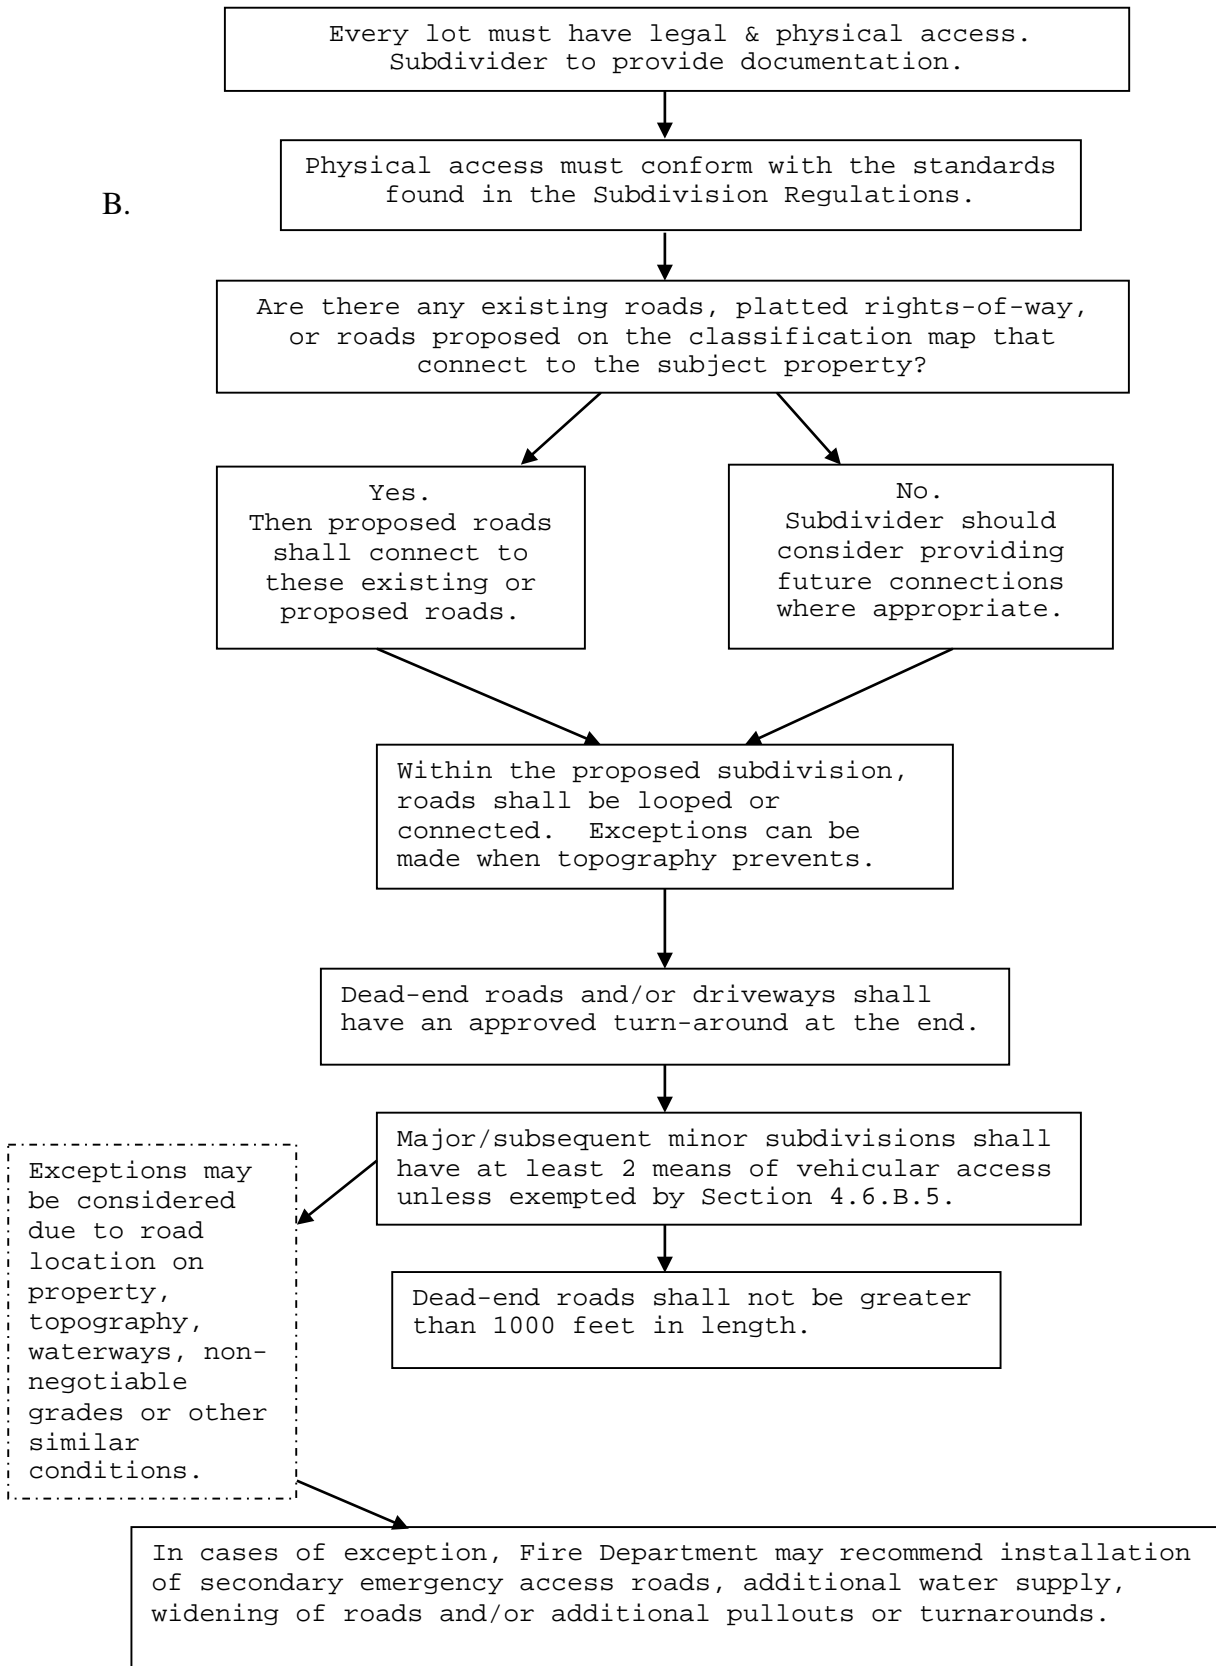 Every lot must have legal & physical access.
Subdivider to provide documentation.
Physical access must conform with the standards
found in the Subdivision Regulations.
B.
Are there any existing roads, platted rights-of-way,
or roads proposed on the classification map that
connect to the subject property?
Yes.
Then proposed roads
shall connect to
these existing or
proposed roads.
No.
Subdivider should
consider providing
future connections
where appropriate.
Within the proposed subdivision,
roads shall be looped or
connected.  Exceptions can be
made when topography prevents.
Dead-end roads and/or driveways shall
have an approved turn-around at the end.
Major/subsequent minor subdivisions shall
have at least 2 means of vehicular access
unless exempted by Section 4.6.B.5.
Exceptions may
be considered
due to road
location on
property,
topography,
waterways, non-
negotiable
grades or other
similar
conditions.
Dead-end roads shall not be greater
than 1000 feet in length.
In cases of exception, Fire Department may recommend installation
of secondary emergency access roads, additional water supply,
widening of roads and/or additional pullouts or turnarounds.